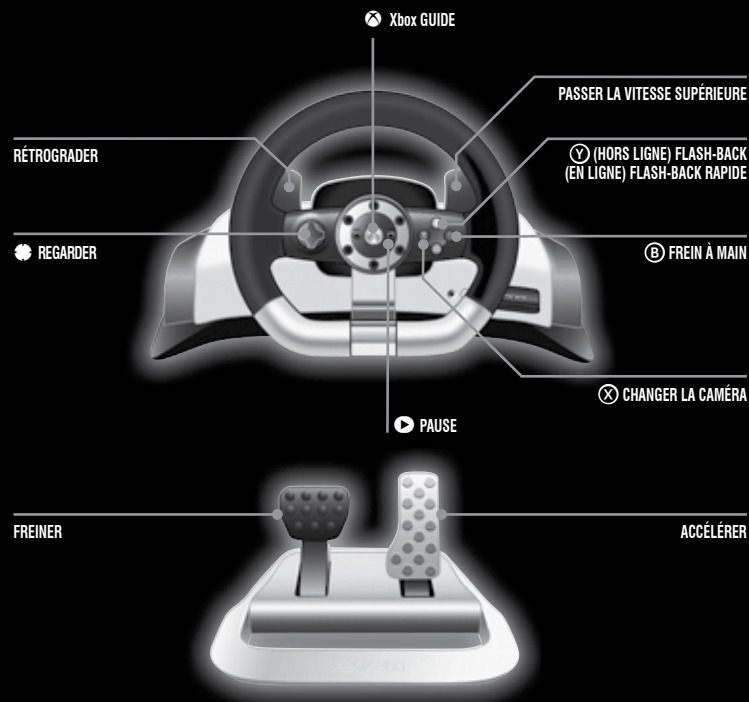 Xbox GUIDE
PASSER LA VITESSE SUPÉRIEURE
RÉTROGRADER
Y (HORS LIGNE) FLASH-BACK
(EN LIGNE) FLASH-BACK RAPIDE
REGARDER
B FREIN À MAIN
X CHANGER LA CAMÉRA
PAUSE
FREINER
ACCÉLÉRER